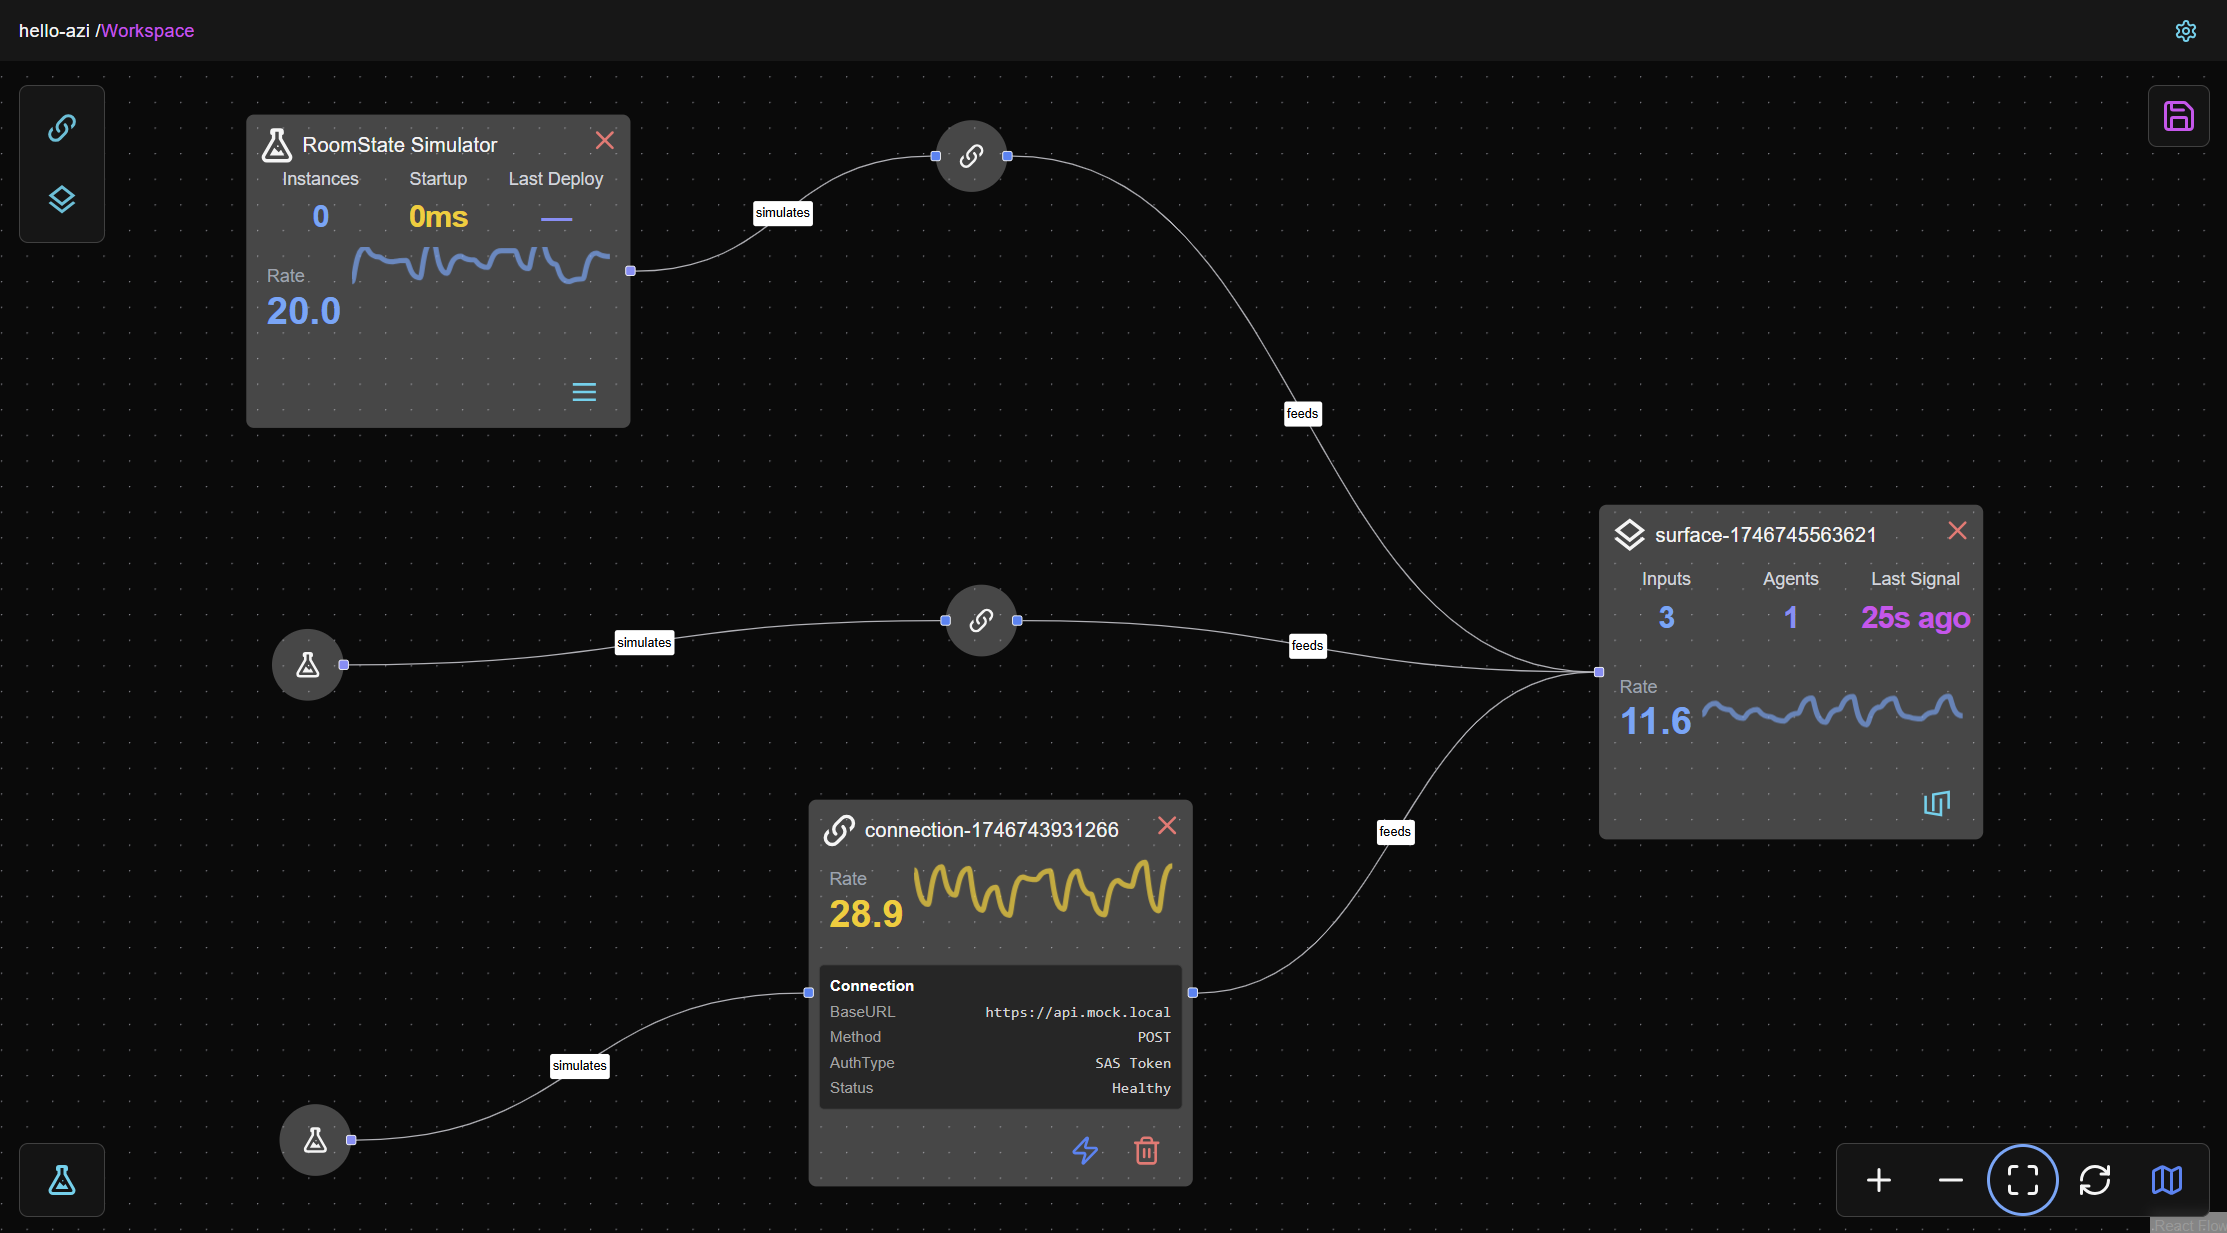 hello-azi /Workspace
RoomState Simulator
Instances Startup Last Deploy
0 0ms —
Rate
20.0
simulates
feeds
simulates
feeds
surface-1746745563621
Inputs Agents Last Signal
3 1 25s ago
Rate
11.6
connection-1746743931266
Rate
28.9
feeds
Connection
BaseURL https://api.mock.local
Method POST
AuthType SAS Token
Status Healthy
simulates
React Flow